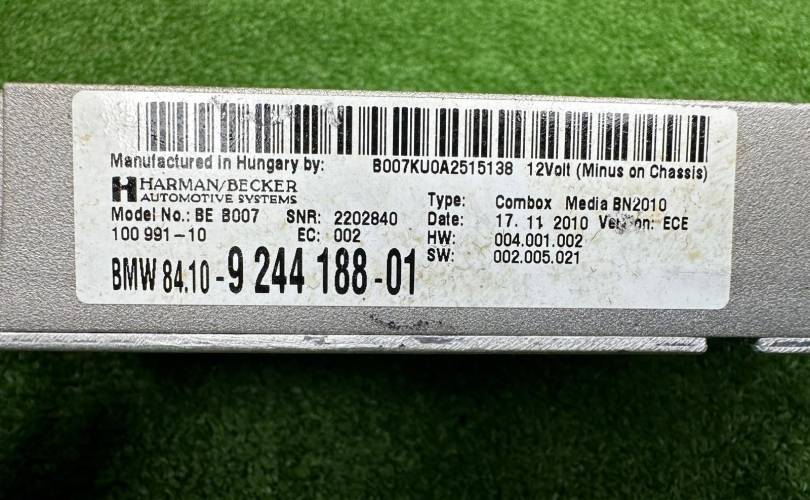 Manufactured in Hungary by: B007KU0A2515138 12Volt (Minus on Chassis)
HARMAN/BECKER
AUTOMOTIVE SYSTEMS
Type: Combox Media BN2010
Model No.: BE B007 SNR: 2202840
Date: 17. 11 2010 Version: ECE
100 991-10 EC: 002
HW: 004.001.002
SW: 002.005.021
BMW 84.10-9 244 188-01